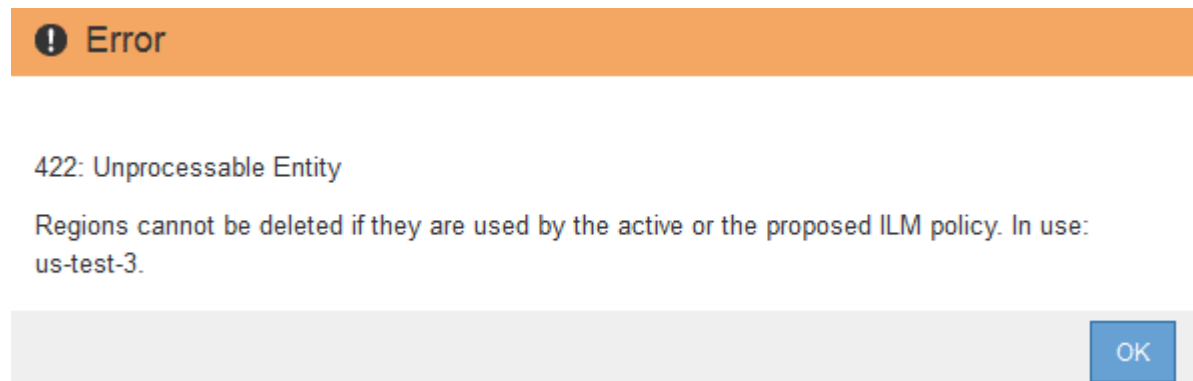 Error
422: Unprocessable Entity
Regions cannot be deleted if they are used by the active or the proposed ILM policy. In use:
us-test-3.
OK